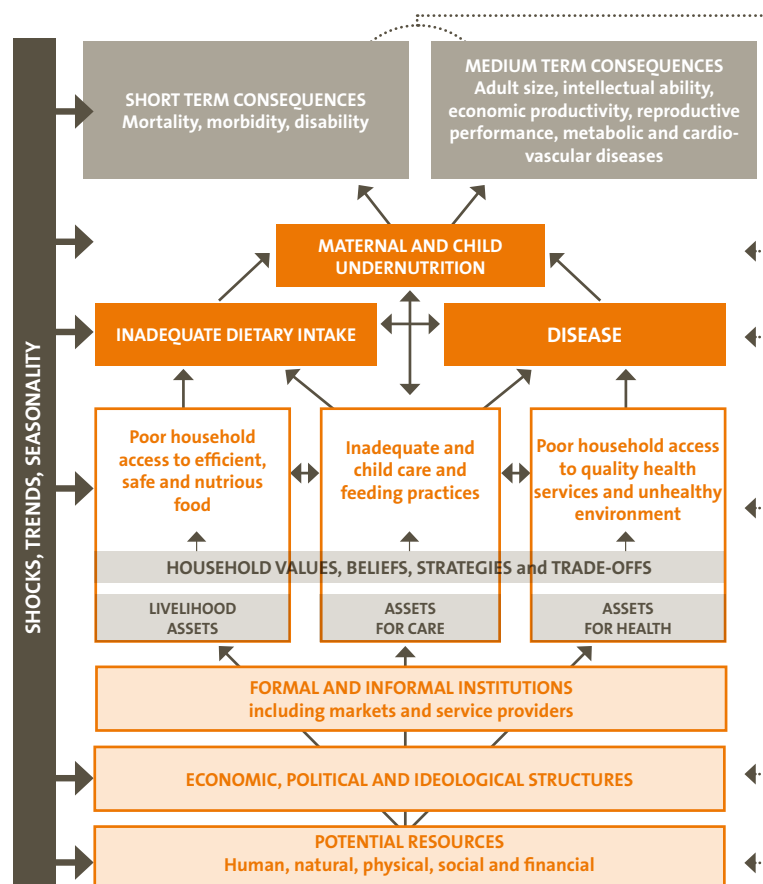 SHORT TERM CONSEQUENCES
Mortality, morbidity, disability
MEDIUM TERM CONSEQUENCES
Adult size, intellectual ability,
economic productivity, reproductive
performance, metabolic and cardio-
vascular diseases
MATERNAL AND CHILD
UNDERNUTRITION
INADEQUATE DIETARY INTAKE
DISEASE
SHOCKS, TRENDS, SEASONALITY
Poor household
access to efficient,
safe and nutrious
food
Inadequate and
child care and
feeding practices
Poor household access
to quality health
services and unhealthy
environment
HOUSEHOLD VALUES, BELIEFS, STRATEGIES and TRADE-OFFS
LIVELIHOOD
ASSETS
ASSETS
FOR CARE
ASSETS
FOR HEALTH
FORMAL AND INFORMAL INSTITUTIONS
including markets and service providers
ECONOMIC, POLITICAL AND IDEOLOGICAL STRUCTURES
POTENTIAL RESOURCES
Human, natural, physical, social and financial